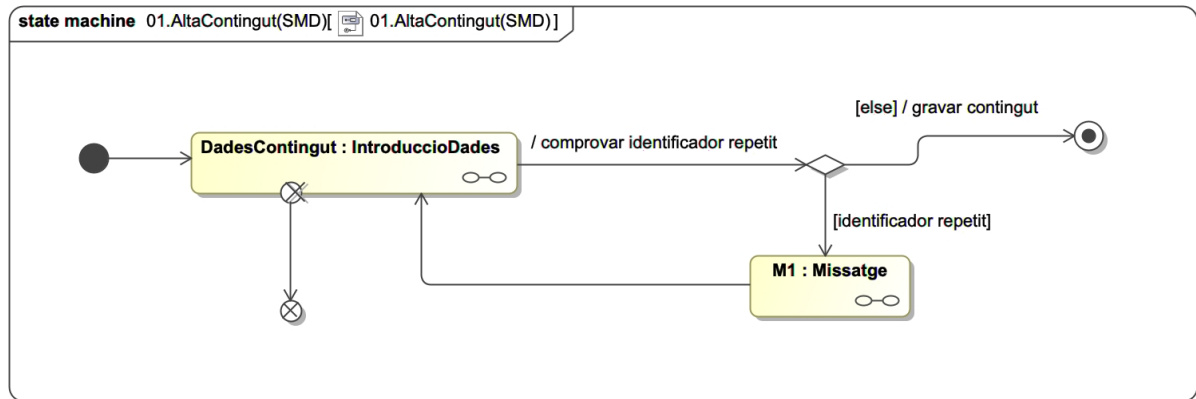 state machine 01.AltaContingut(SMD)[ 01.AltaContingut(SMD) ]
[else] / gravar contingut
DadesContingut : IntroduccioDades
/ comprovar identificador repetit
[identificador repetit]
M1 : Missatge